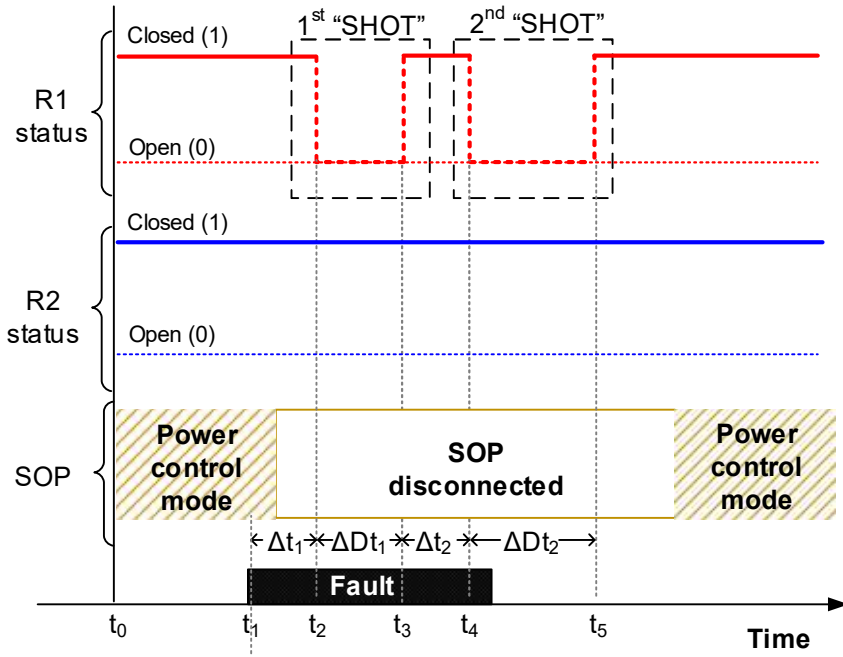 1st “SHOT”
2nd “SHOT”
Closed (1)
R1
status
Open (0)
Closed (1)
R2
status
Open (0)
SOP
Power
control
mode
SOP
disconnected
Power
control
mode
Δt1
ΔDt1
Δt2
ΔDt2
Fault
t0
t1
t2
t3
t4
t5
Time